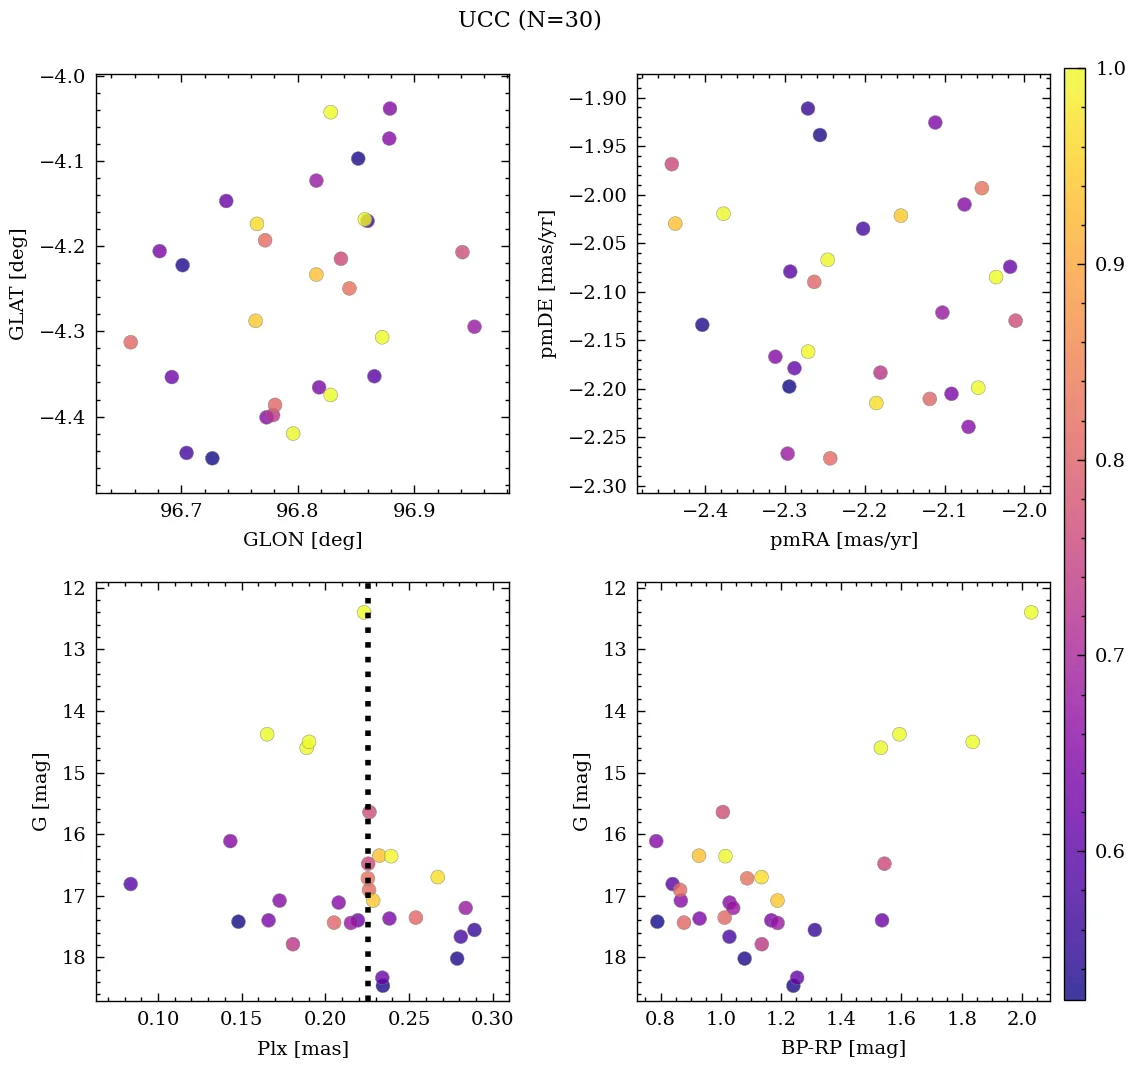 UCC (N=30)
−4.0
−4.1
−4.2
−4.3
−4.4
GLAT [deg]
96.7 96.8 96.9
GLON [deg]
−1.90
−1.95
−2.00
−2.05
−2.10
−2.15
−2.20
−2.25
−2.30
pmDE [mas/yr]
−2.4 −2.3 −2.2 −2.1 −2.0
pmRA [mas/yr]
1.0
0.9
0.8
0.7
0.6
12
13
14
15
16
17
18
G [mag]
0.10 0.15 0.20 0.25 0.30
Plx [mas]
12
13
14
15
16
17
18
G [mag]
0.8 1.0 1.2 1.4 1.6 1.8 2.0
BP-RP [mag]